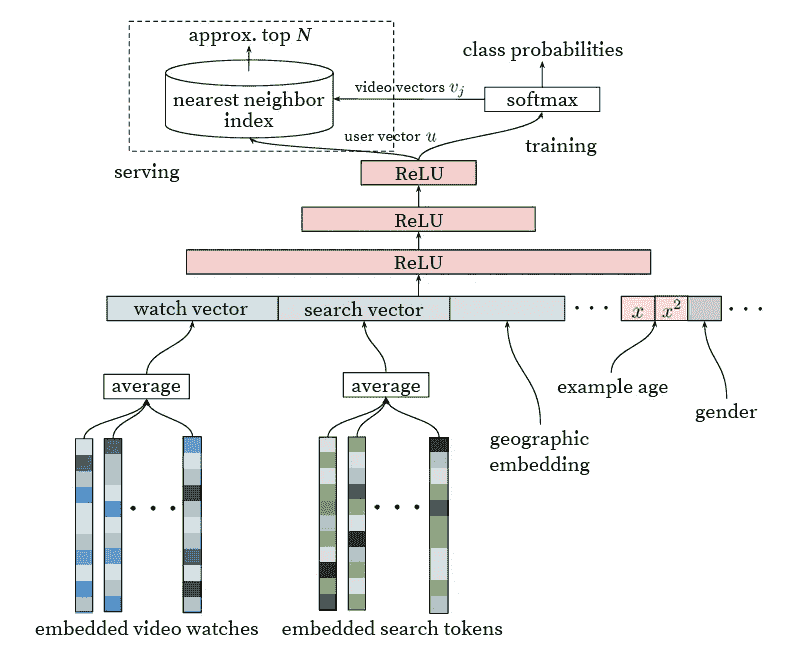 approx. top N
class probabilities
nearest neighbor
index
video vectors v_j
softmax
user vector u
serving
training
ReLU
ReLU
ReLU
watch vector
search vector
· · ·
x
x²
· · ·
average
average
example age
gender
geographic
embedding
· · ·
· · ·
embedded video watches
embedded search tokens